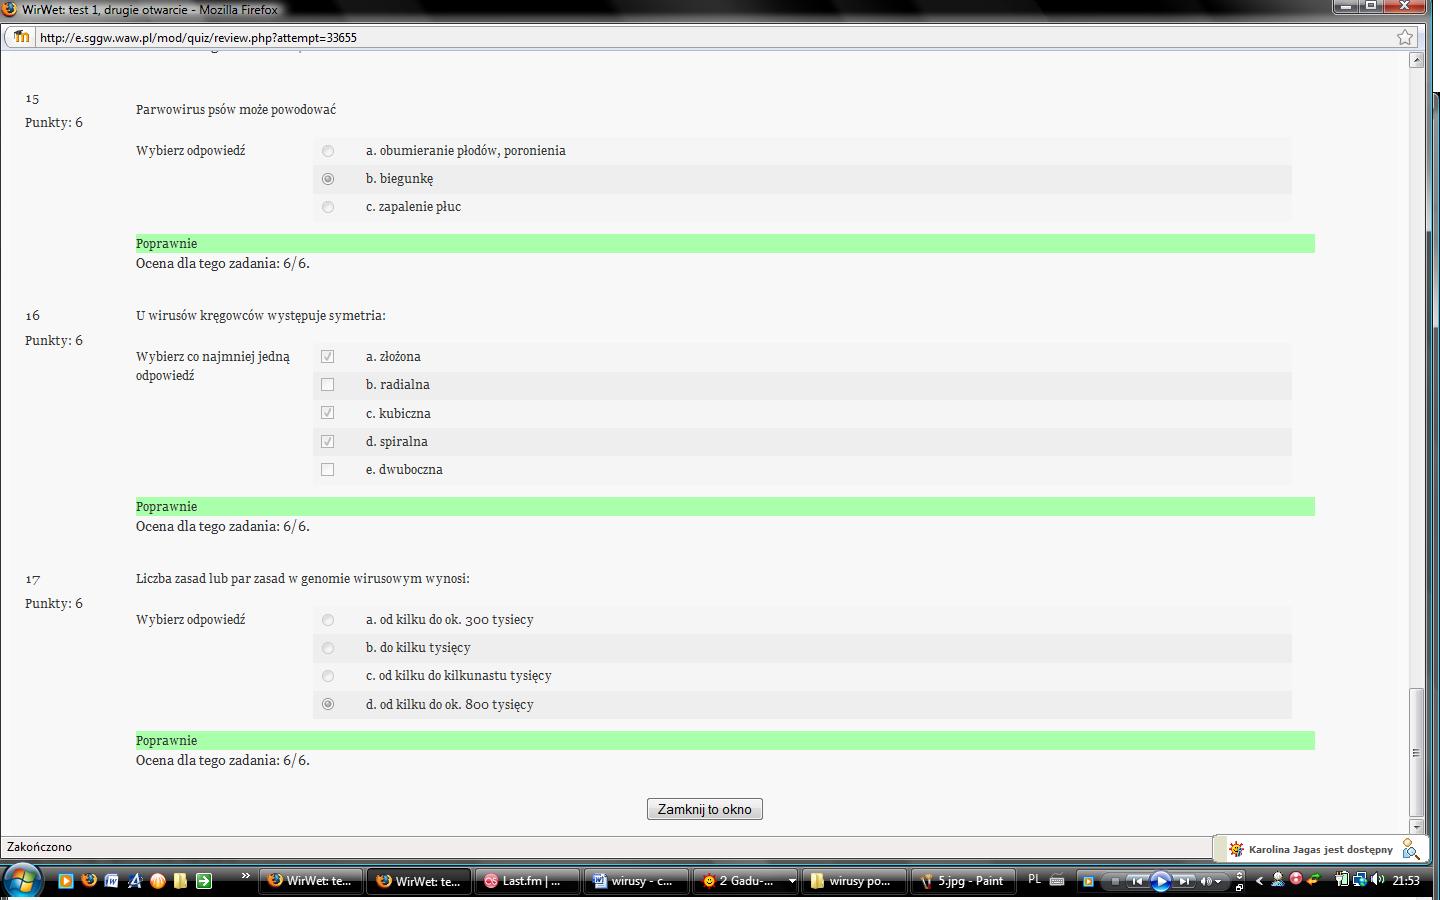 WirWet: test 1, drugie otwarcie - Mozilla Firefox
http://e.sggw.waw.pl/mod/quiz/review.php?attempt=33655
15
Punkty: 6
Parwowirus psów może powodować
Wybierz odpowiedź
a. obumieranie płodów, poronienia
b. biegunkę
c. zapalenie płuc
Poprawnie
Ocena dla tego zadania: 6/6.
16
Punkty: 6
U wirusów kręgowców występuje symetria:
Wybierz co najmniej jedną
odpowiedź
a. złożona
b. radialna
c. kubiczna
d. spiralna
e. dwuboczna
Poprawnie
Ocena dla tego zadania: 6/6.
17
Punkty: 6
Liczba zasad lub par zasad w genomie wirusowym wynosi:
Wybierz odpowiedź
a. od kilku do ok. 300 tysiecy
b. do kilku tysięcy
c. od kilku do kilkunastu tysięcy
d. od kilku do ok. 800 tysięcy
Poprawnie
Ocena dla tego zadania: 6/6.
Zamknij to okno
Zakończono
Karolina Jagas jest dostępny
WirWet: te... WirWet: te... Last.fm | ... wirusy - c... 2 Gadu-... wirusy po... 5.jpg - Paint PL 21:53